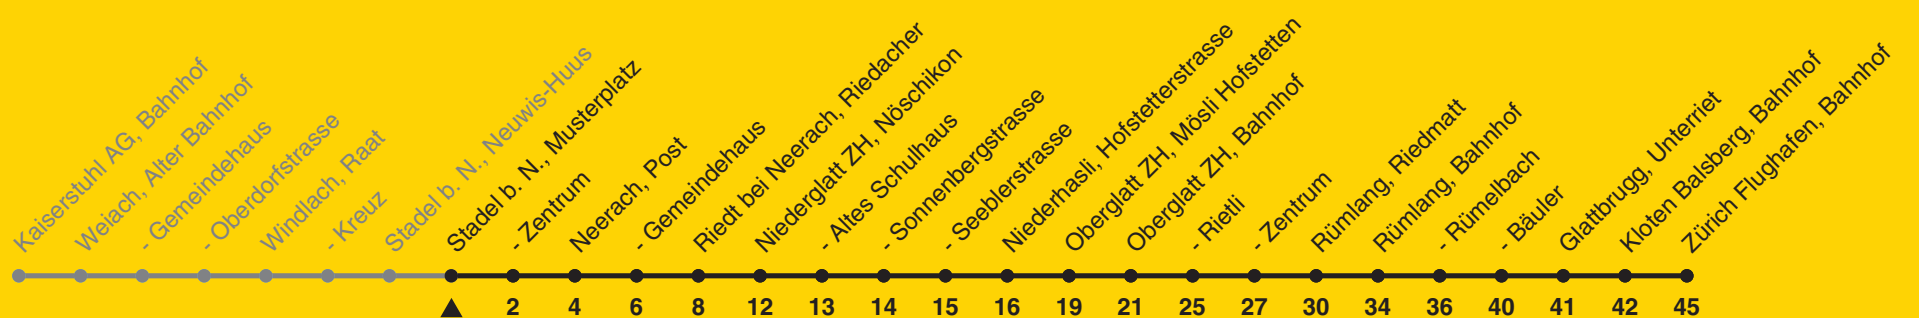 Kaiserstuhl AG, Bahnhof
Weiach, Alter Bahnhof
- Gemeindehaus
- Oberdorfstrasse
Windlach, Raat
- Kreuz
Stadel b. N., Neuwis-Huus
Stadel b. N., Musterplatz
- Zentrum
Neerach, Post
- Gemeindehaus
Riedt bei Neerach, Riedacher
Niederglatt ZH, Nöschikon
- Altes Schulhaus
- Sonnenbergstrasse
- Seeblerstrasse
Niederhasli, Hofstetterstrasse
Oberglatt ZH, Mösli Hofstetten
Oberglatt ZH, Bahnhof
- Rietli
- Zentrum
Rümlang, Riedmatt
Rümlang, Bahnhof
- Rümelbach
- Bäuler
Glattbrugg, Unterriet
Kloten Balsberg, Bahnhof
Zürich Flughafen, Bahnhof
2 4 6 8 12 13 14 15 16 19 21 25 27 30 34 36 40 41 42 45